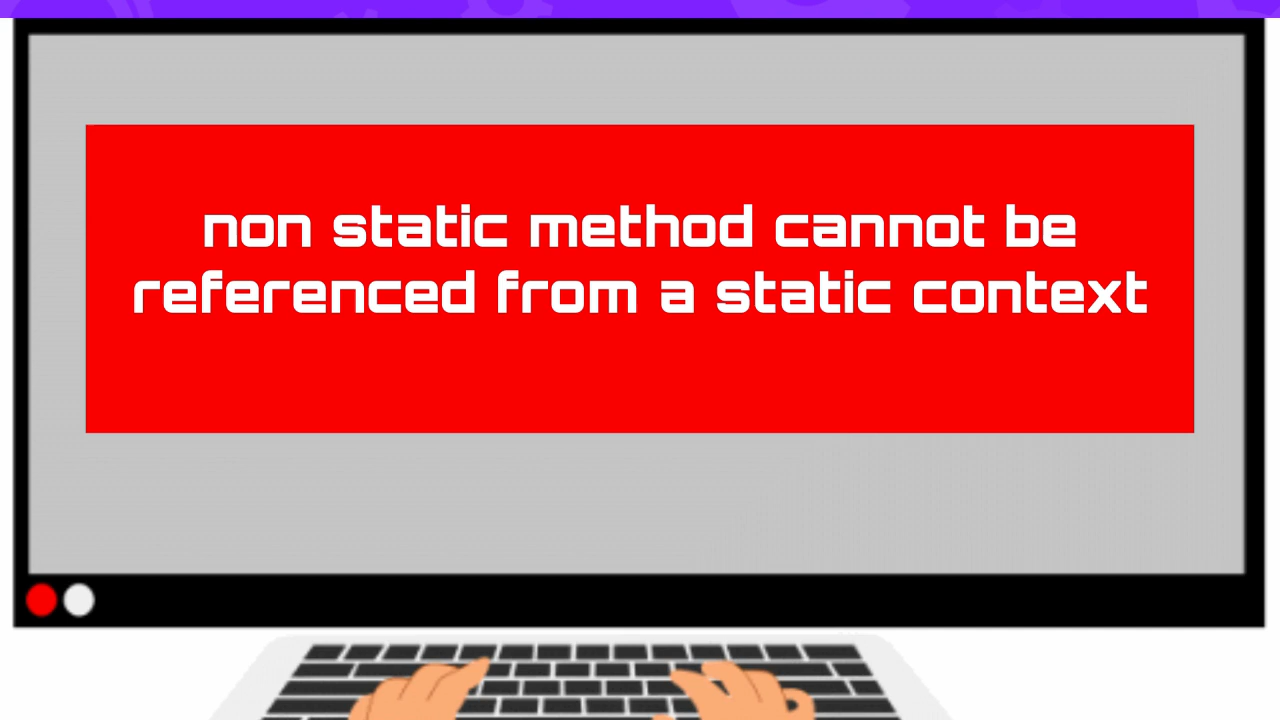 non static method cannot be
referenced from a static context